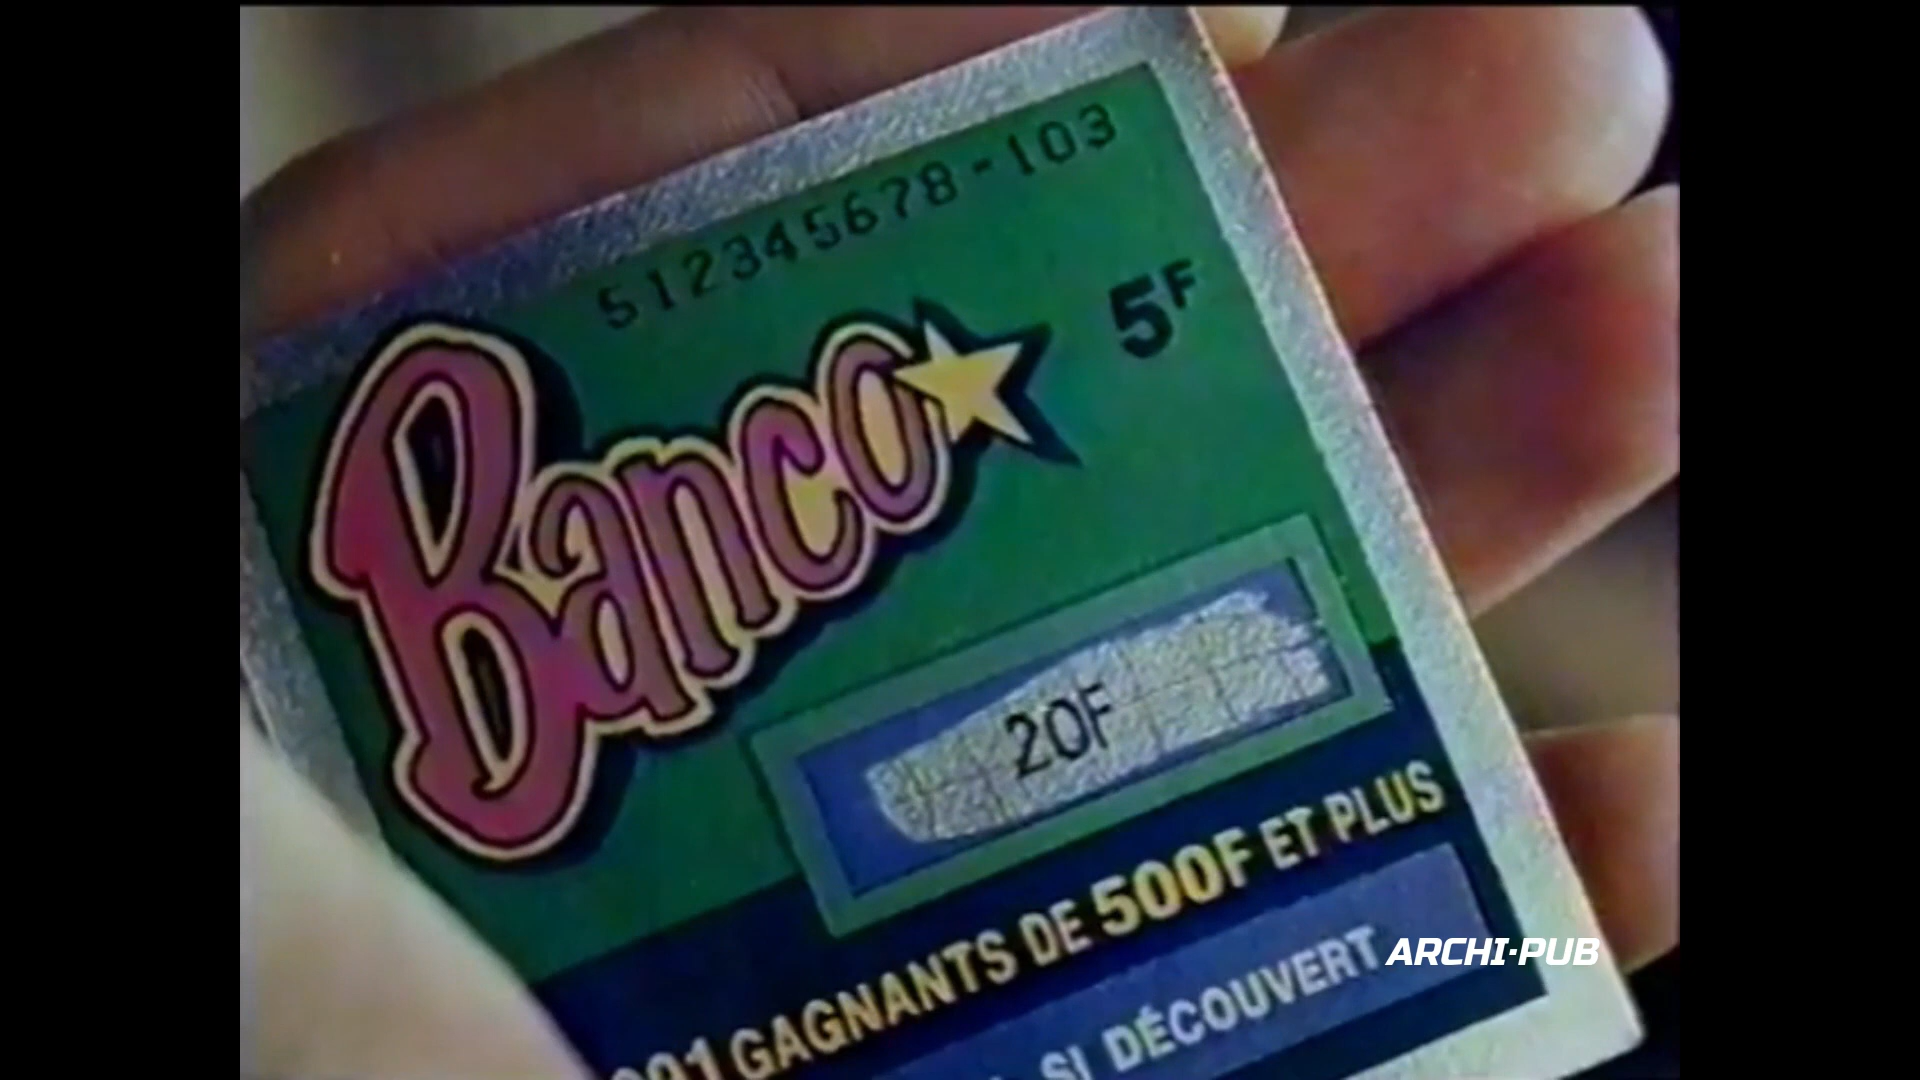 512345678-103
5F
Banco
20F
GAGNANTS DE 500F ET PLUS
SI DÉCOUVERT
ARCHI·PUB